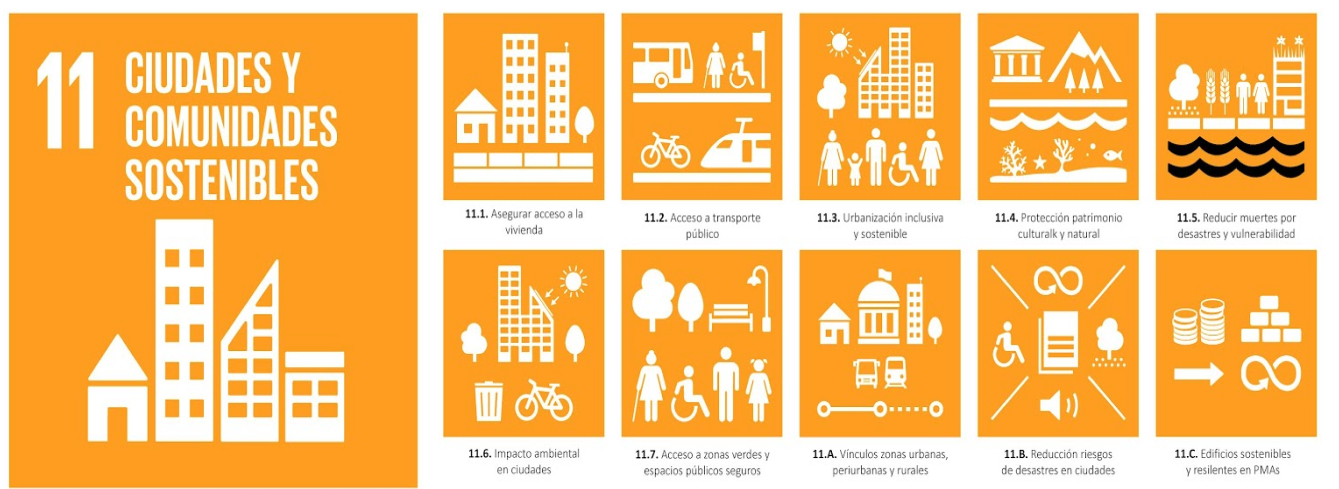 11
CIUDADES Y
COMUNIDADES
SOSTENIBLES
11.1. Asegurar acceso a la
vivienda
11.2. Acceso a transporte
público
11.3. Urbanización inclusiva
y sostenible
11.4. Protección patrimonio
culturalk y natural
11.5. Reducir muertes por
desastres y vulnerabilidad
11.6. Impacto ambiental
en ciudades
11.7. Acceso a zonas verdes y
espacios públicos seguros
11.A. Vínculos zonas urbanas,
periurbanas y rurales
11.B. Reducción riesgos
de desastres en ciudades
11.C. Edificios sostenibles
y resilentes en PMAs